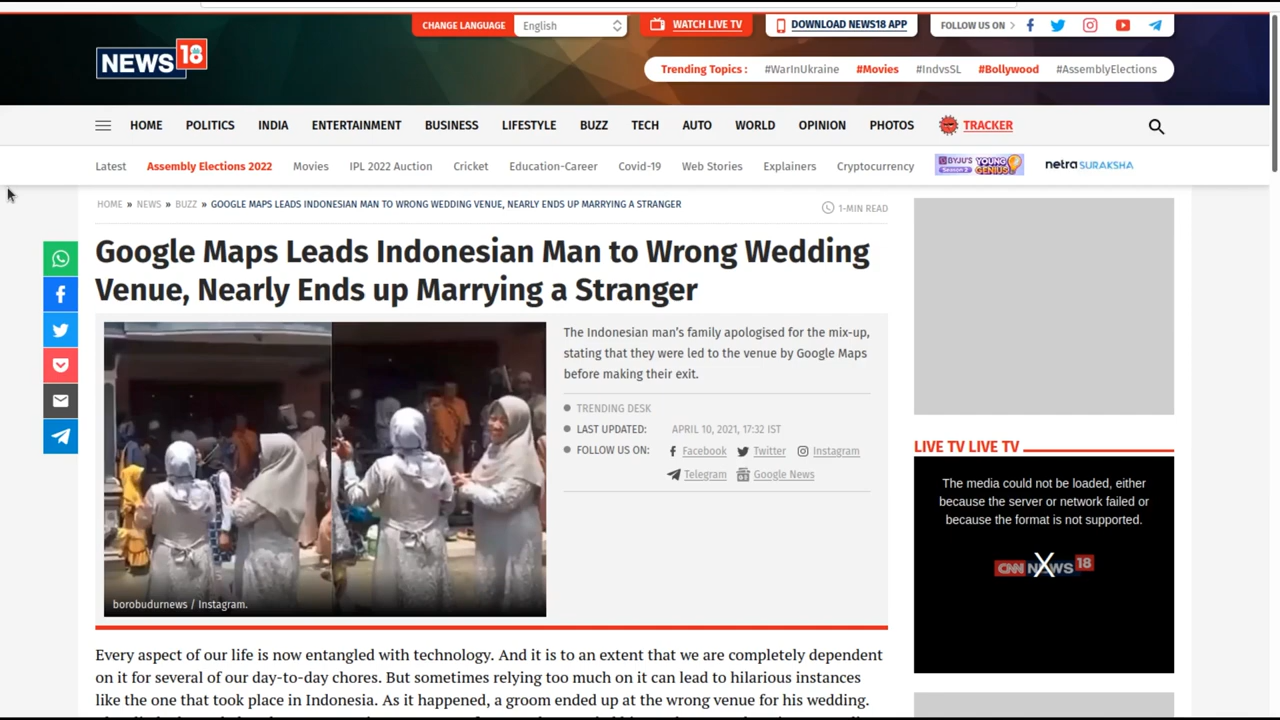 CHANGE LANGUAGE English WATCH LIVE TV DOWNLOAD NEWS18 APP FOLLOW US ON
NEWS 18
Trending Topics : #WarInUkraine #Movies #IndvsSL #Bollywood #AssemblyElections
HOME POLITICS INDIA ENTERTAINMENT BUSINESS LIFESTYLE BUZZ TECH AUTO WORLD OPINION PHOTOS TRACKER
Latest Assembly Elections 2022 Movies IPL 2022 Auction Cricket Education-Career Covid-19 Web Stories Explainers Cryptocurrency BYJU'S YOUNG GENIUS Season 2 netra SURAKSHA
HOME » NEWS » BUZZ » GOOGLE MAPS LEADS INDONESIAN MAN TO WRONG WEDDING VENUE, NEARLY ENDS UP MARRYING A STRANGER
1-MIN READ
Google Maps Leads Indonesian Man to Wrong Wedding
Venue, Nearly Ends up Marrying a Stranger
The Indonesian man's family apologised for the mix-up,
stating that they were led to the venue by Google Maps
before making their exit.
TRENDING DESK
LAST UPDATED: APRIL 10, 2021, 17:32 IST
FOLLOW US ON: Facebook Twitter Instagram
Telegram Google News
borobudurnews / Instagram.
LIVE TV LIVE TV
The media could not be loaded, either
because the server or network failed or
because the format is not supported.
CNN NEWS 18
Every aspect of our life is now entangled with technology. And it is to an extent that we are completely dependent
on it for several of our day-to-day chores. But sometimes relying too much on it can lead to hilarious instances
like the one that took place in Indonesia. As it happened, a groom ended up at the wrong venue for his wedding.